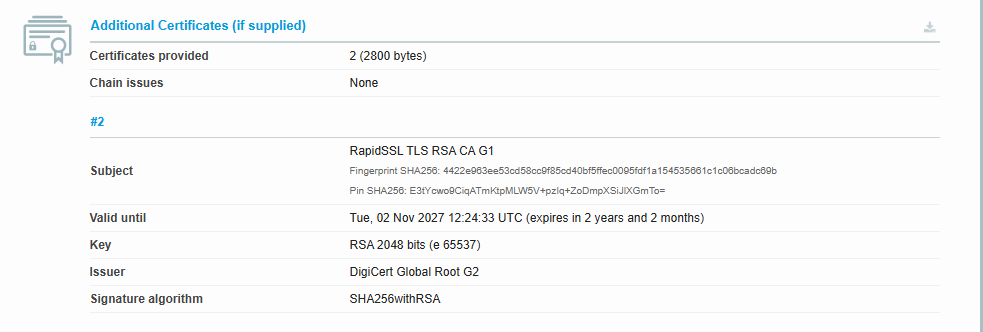 Additional Certificates (if supplied)
Certificates provided 2 (2800 bytes)
Chain issues None
#2
Subject RapidSSL TLS RSA CA G1
Fingerprint SHA256: 4422e963ee53cd58cc9f85cd40bf5ffec0095fdf1a154535661c1c06bcadc69b
Pin SHA256: E3tYcwo9CiqATmKtpMLW5V+pzIq+ZoDmpXSiJlXGmTo=
Valid until Tue, 02 Nov 2027 12:24:33 UTC (expires in 2 years and 2 months)
Key RSA 2048 bits (e 65537)
Issuer DigiCert Global Root G2
Signature algorithm SHA256withRSA